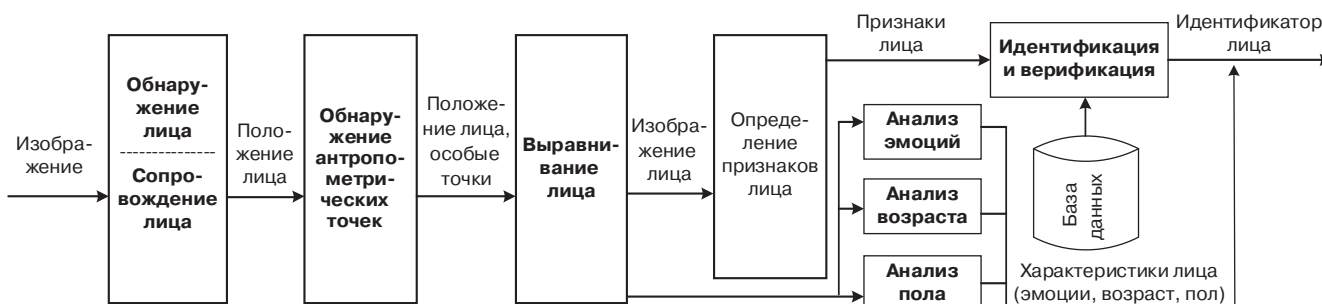 Изображе-
ние
Обнару-
жение
лица
Сопро-
вождение
лица
Поло-
жение
лица
Обнару-
жение
антропо-
метри-
ческих
точек
Положе-
ние лица,
особые
точки
Выравни-
вание
лица
Изобра-
жение
лица
Опреде-
ление
признаков
лица
Признаки
лица
Идентификация
и верификация
Идентификатор
лица
Анализ
эмоций
Анализ
возраста
Анализ
пола
База
данных
Характеристики лица
(эмоции, возраст, пол)